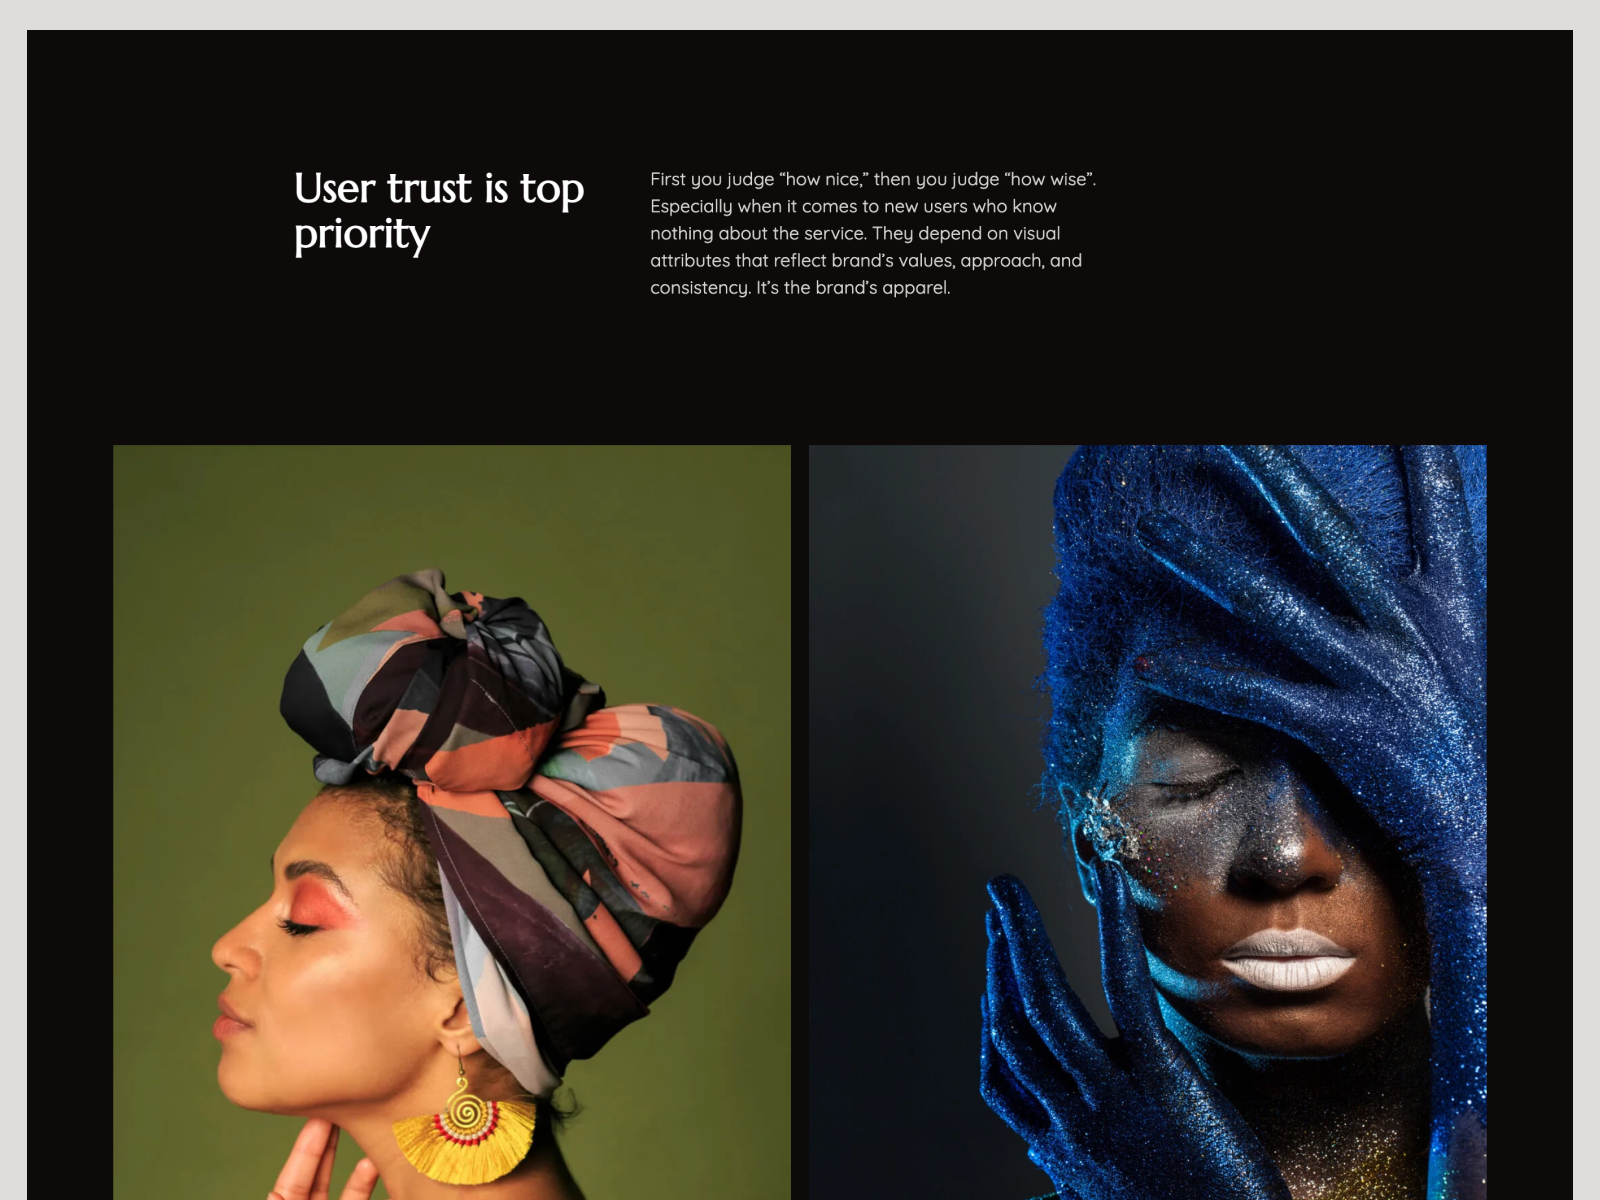 User trust is top
priority
First you judge “how nice,” then you judge “how wise”.
Especially when it comes to new users who know
nothing about the service. They depend on visual
attributes that reflect brand’s values, approach, and
consistency. It’s the brand’s apparel.